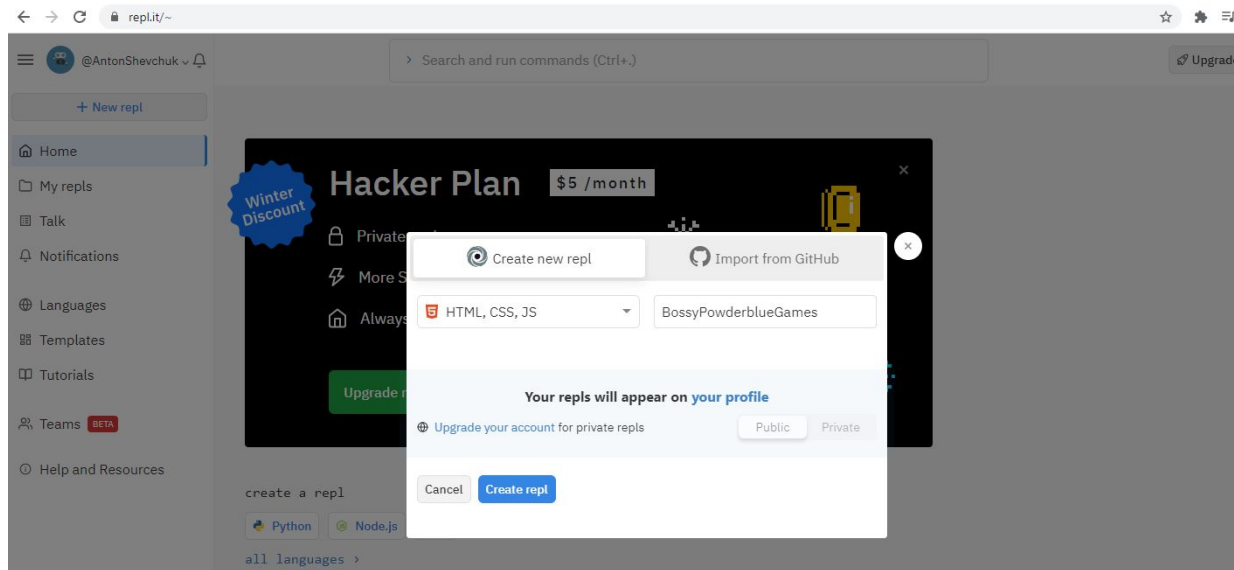 repl.it/~
@AntonShevchuk
Search and run commands (Ctrl+.)
Upgrade
+ New repl
Home
My repls
Talk
Notifications
Languages
Templates
Tutorials
Teams BETA
Help and Resources
Winter
Discount
Hacker Plan $5 /month
Private
More S
Always
Upgrade
Create new repl
Import from GitHub
HTML, CSS, JS
BossyPowderblueGames
Your repls will appear on your profile
Upgrade your account for private repls
Public Private
Cancel
Create repl
create a repl
Python
Node.js
all languages >